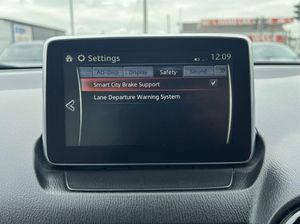 Settings 12:09
AD-Disp Display Safety Sound
Smart City Brake Support
Lane Departure Warning System